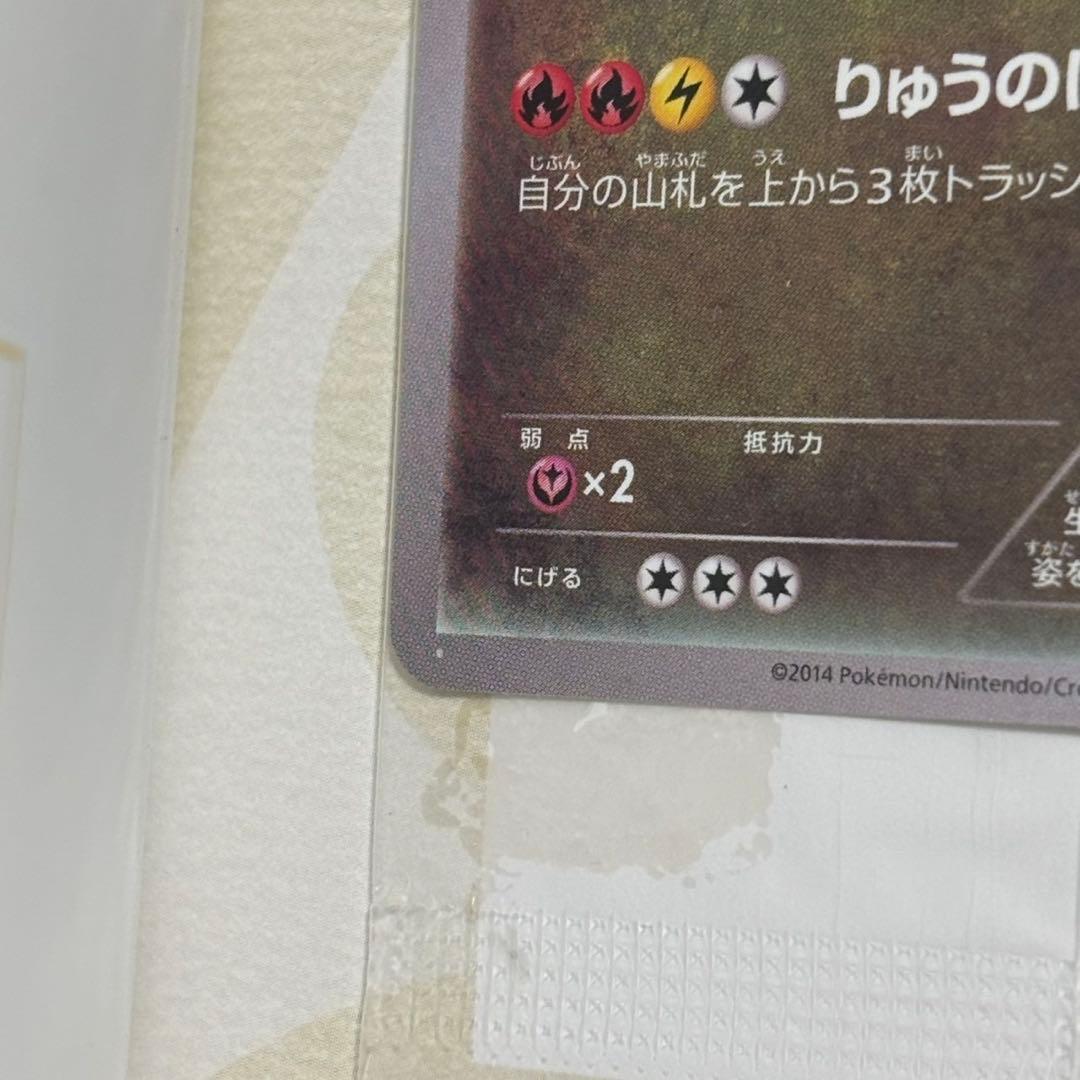 りゅうの
じぶん やまふだ うえ まい
自分の山札を上から3枚トラッシ
弱点 抵抗力
×2
にげる
すがた
姿を
©2014 Pokémon/Nintendo/Cr